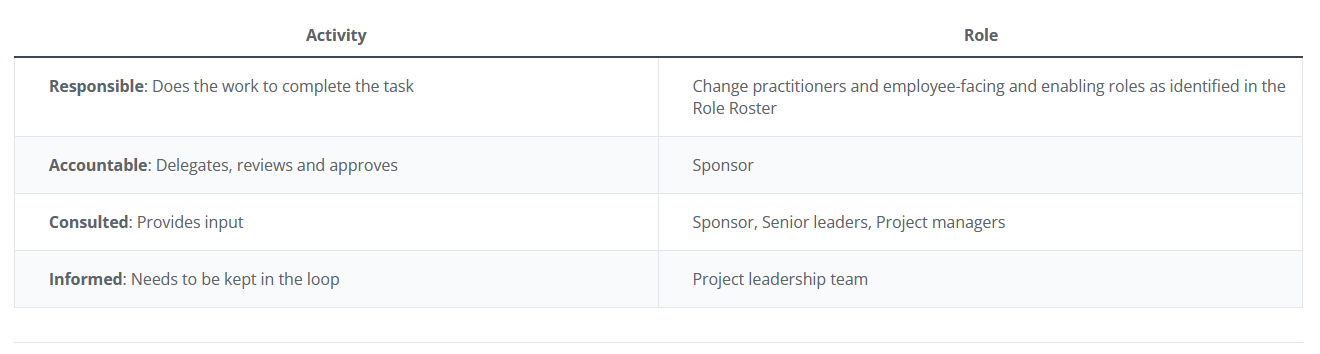 Activity
Role
Responsible: Does the work to complete the task
Change practitioners and employee-facing and enabling roles as identified in the
Role Roster
Accountable: Delegates, reviews and approves
Sponsor
Consulted: Provides input
Sponsor, Senior leaders, Project managers
Informed: Needs to be kept in the loop
Project leadership team